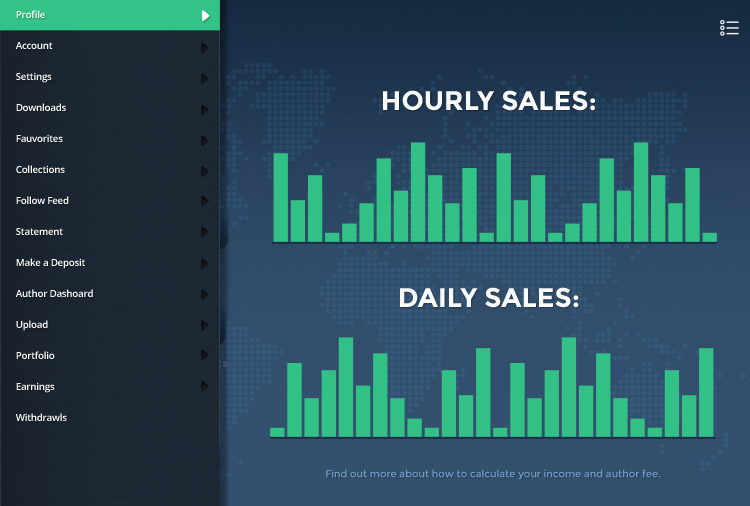 Profile
Account
Settings
Downloads
Fauvorites
Collections
Follow Feed
Statement
Make a Deposit
Author Dashoard
Upload
Portfolio
Earnings
Withdrawls
HOURLY SALES:
DAILY SALES:
Find out more about how to calculate your income and author fee.